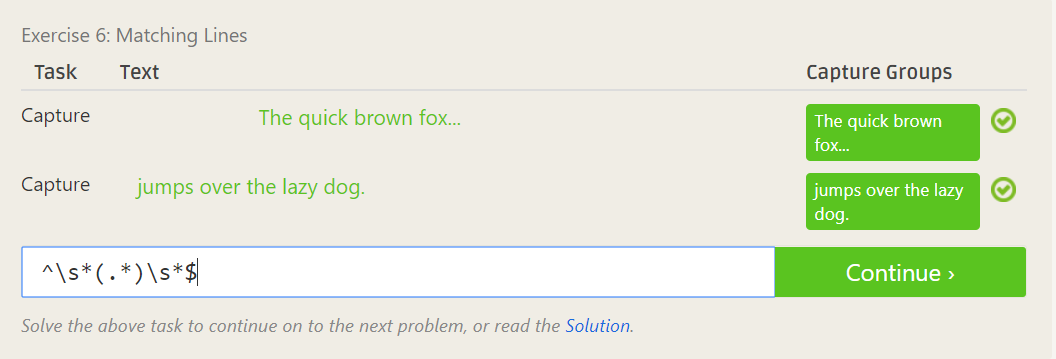 Exercise 6: Matching Lines
Task Text Capture Groups
Capture The quick brown fox... The quick brown
fox...
Capture jumps over the lazy dog. jumps over the lazy
dog.
^\s*(.*)\s*$ Continue ›
Solve the above task to continue on to the next problem, or read the Solution.